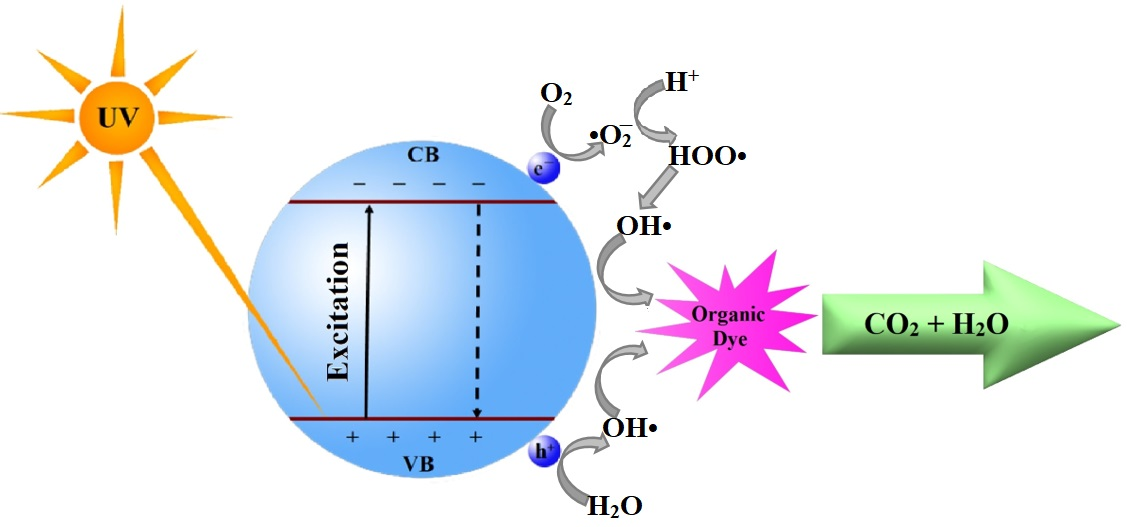 UV
CB
− − − −
Excitation
+ + + +
VB
e⁻
O₂
•O₂⁻
H⁺
HOO•
OH•
Organic
Dye
CO₂ + H₂O
OH•
h⁺
H₂O